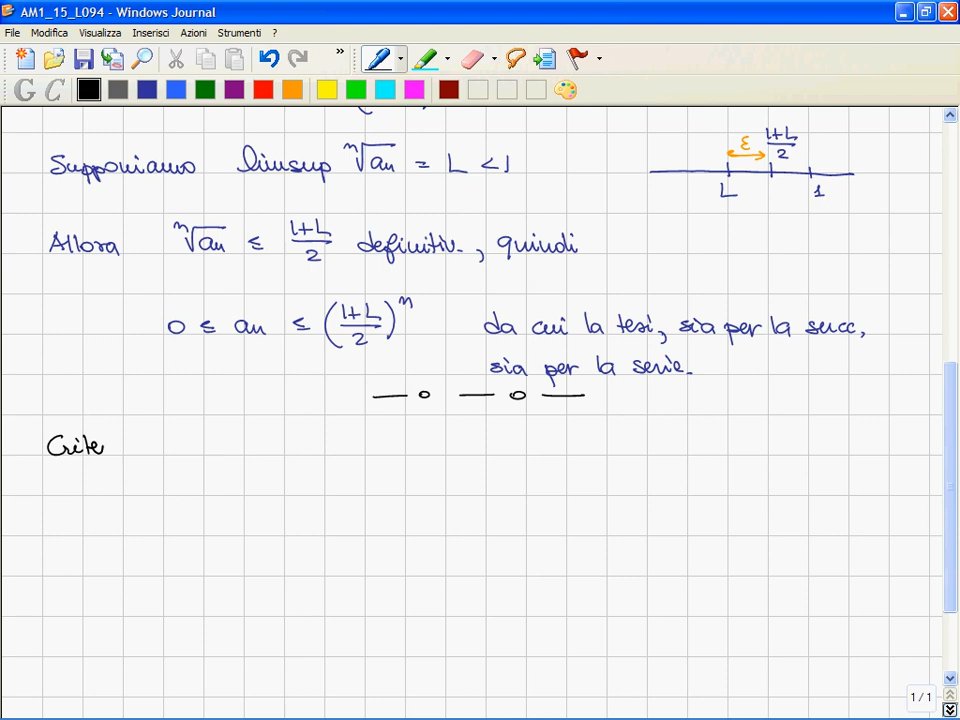 AM1_15_L094 - Windows Journal
File Modifica Visualizza Inserisci Azioni Strumenti ?
Supponiamo limsup ⁿ√an = L < 1
ε
1+L
2
L 1
Allora ⁿ√an ≤ (1+L)/2 definitiv., quindi
0 ≤ an ≤ ((1+L)/2)ⁿ da cui la tesi, sia per la succ,
sia per la serie.
Crite
1 / 1